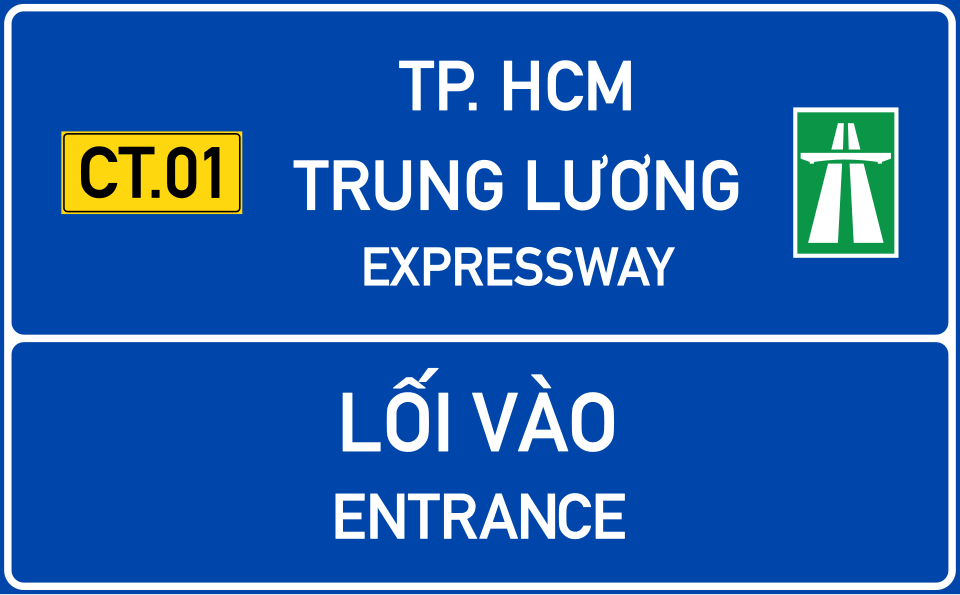 TP. HCM
CT.01
TRUNG LƯƠNG
EXPRESSWAY
LỐI VÀO
ENTRANCE